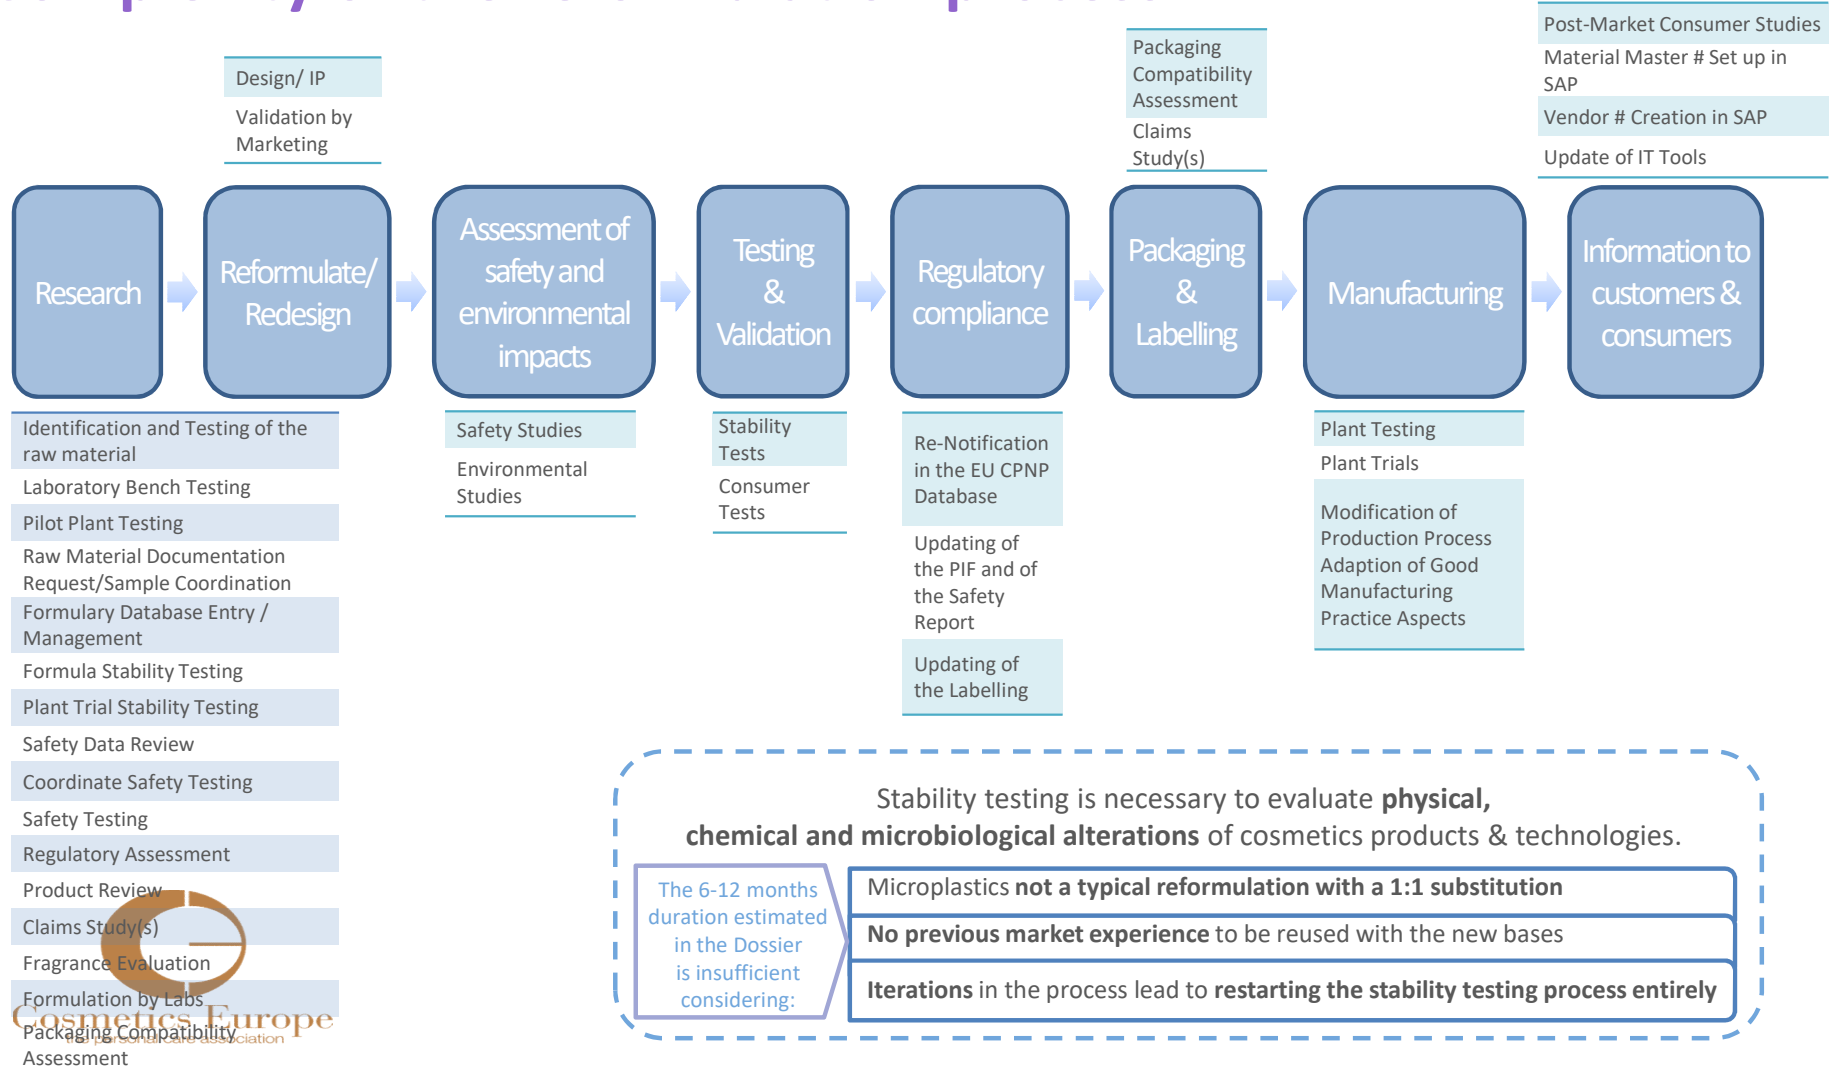 Design/ IP
Validation by
Marketing
Packaging
Compatibility
Assessment
Claims
Study(s)
Post-Market Consumer Studies
Material Master # Set up in
SAP
Vendor # Creation in SAP
Update of IT Tools
Research
Reformulate/
Redesign
Assessment of
safety and
environmental
impacts
Testing
&
Validation
Regulatory
compliance
Packaging
&
Labelling
Manufacturing
Information to
customers &
consumers
Identification and Testing of the
raw material
Laboratory Bench Testing
Pilot Plant Testing
Raw Material Documentation
Request/Sample Coordination
Formulary Database Entry /
Management
Formula Stability Testing
Plant Trial Stability Testing
Safety Data Review
Coordinate Safety Testing
Safety Testing
Regulatory Assessment
Product Review
Claims Study(s)
Fragrance Evaluation
Formulation by Labs
Packaging Compatibility
Assessment
Cosmetics Europe
the personal care association
Safety Studies
Environmental
Studies
Stability
Tests
Consumer
Tests
Re-Notification
in the EU CPNP
Database
Updating of
the PIF and of
the Safety
Report
Updating of
the Labelling
Plant Testing
Plant Trials
Modification of
Production Process
Adaption of Good
Manufacturing
Practice Aspects
Stability testing is necessary to evaluate physical,
chemical and microbiological alterations of cosmetics products & technologies.
The 6-12 months
duration estimated
in the Dossier
is insufficient
considering:
Microplastics not a typical reformulation with a 1:1 substitution
No previous market experience to be reused with the new bases
Iterations in the process lead to restarting the stability testing process entirely